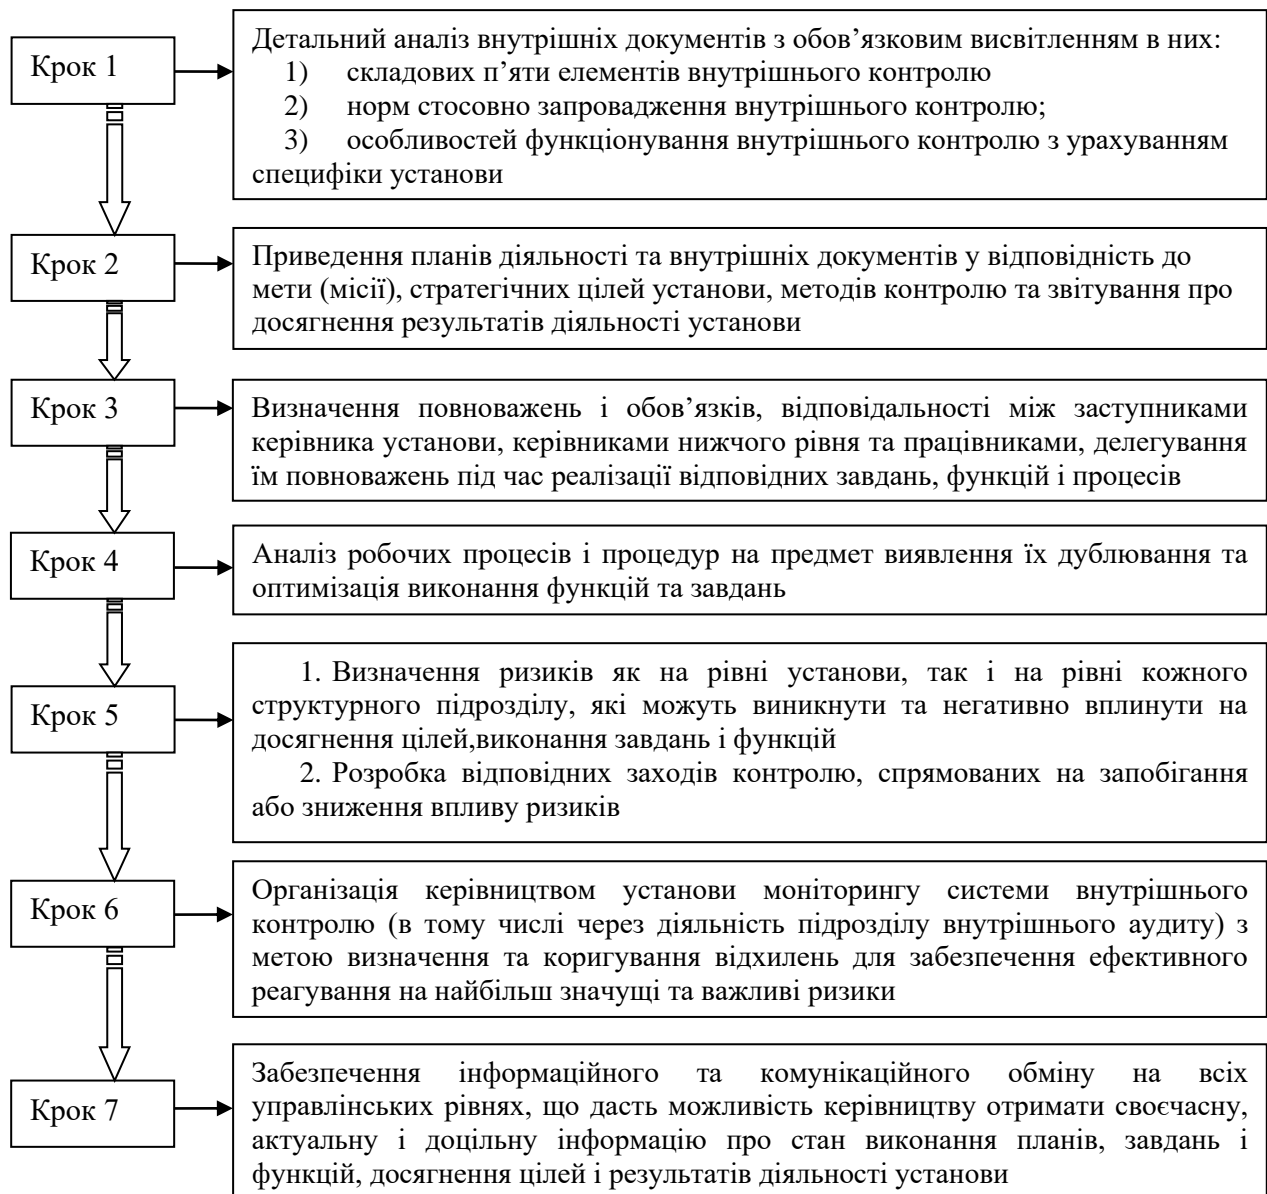 Крок 1
Детальний аналіз внутрішніх документів з обов’язковим висвітленням в них:
1) складових п’яти елементів внутрішнього контролю
2) норм стосовно запровадження внутрішнього контролю;
3) особливостей функціонування внутрішнього контролю з урахуванням
специфіки установи
Крок 2
Приведення планів діяльності та внутрішніх документів у відповідність до
мети (місії), стратегічних цілей установи, методів контролю та звітування про
досягнення результатів діяльності установи
Крок 3
Визначення повноважень і обов’язків, відповідальності між заступниками
керівника установи, керівниками нижчого рівня та працівниками, делегування
їм повноважень під час реалізації відповідних завдань, функцій і процесів
Крок 4
Аналіз робочих процесів і процедур на предмет виявлення їх дублювання та
оптимізація виконання функцій та завдань
Крок 5
1. Визначення ризиків як на рівні установи, так і на рівні кожного
структурного підрозділу, які можуть виникнути та негативно вплинути на
досягнення цілей,виконання завдань і функцій
2. Розробка відповідних заходів контролю, спрямованих на запобігання
або зниження впливу ризиків
Крок 6
Організація керівництвом установи моніторингу системи внутрішнього
контролю (в тому числі через діяльність підрозділу внутрішнього аудиту) з
метою визначення та коригування відхилень для забезпечення ефективного
реагування на найбільш значущі та важливі ризики
Крок 7
Забезпечення інформаційного та комунікаційного обміну на всіх
управлінських рівнях, що дасть можливість керівництву отримати своєчасну,
актуальну і доцільну інформацію про стан виконання планів, завдань і
функцій, досягнення цілей і результатів діяльності установи